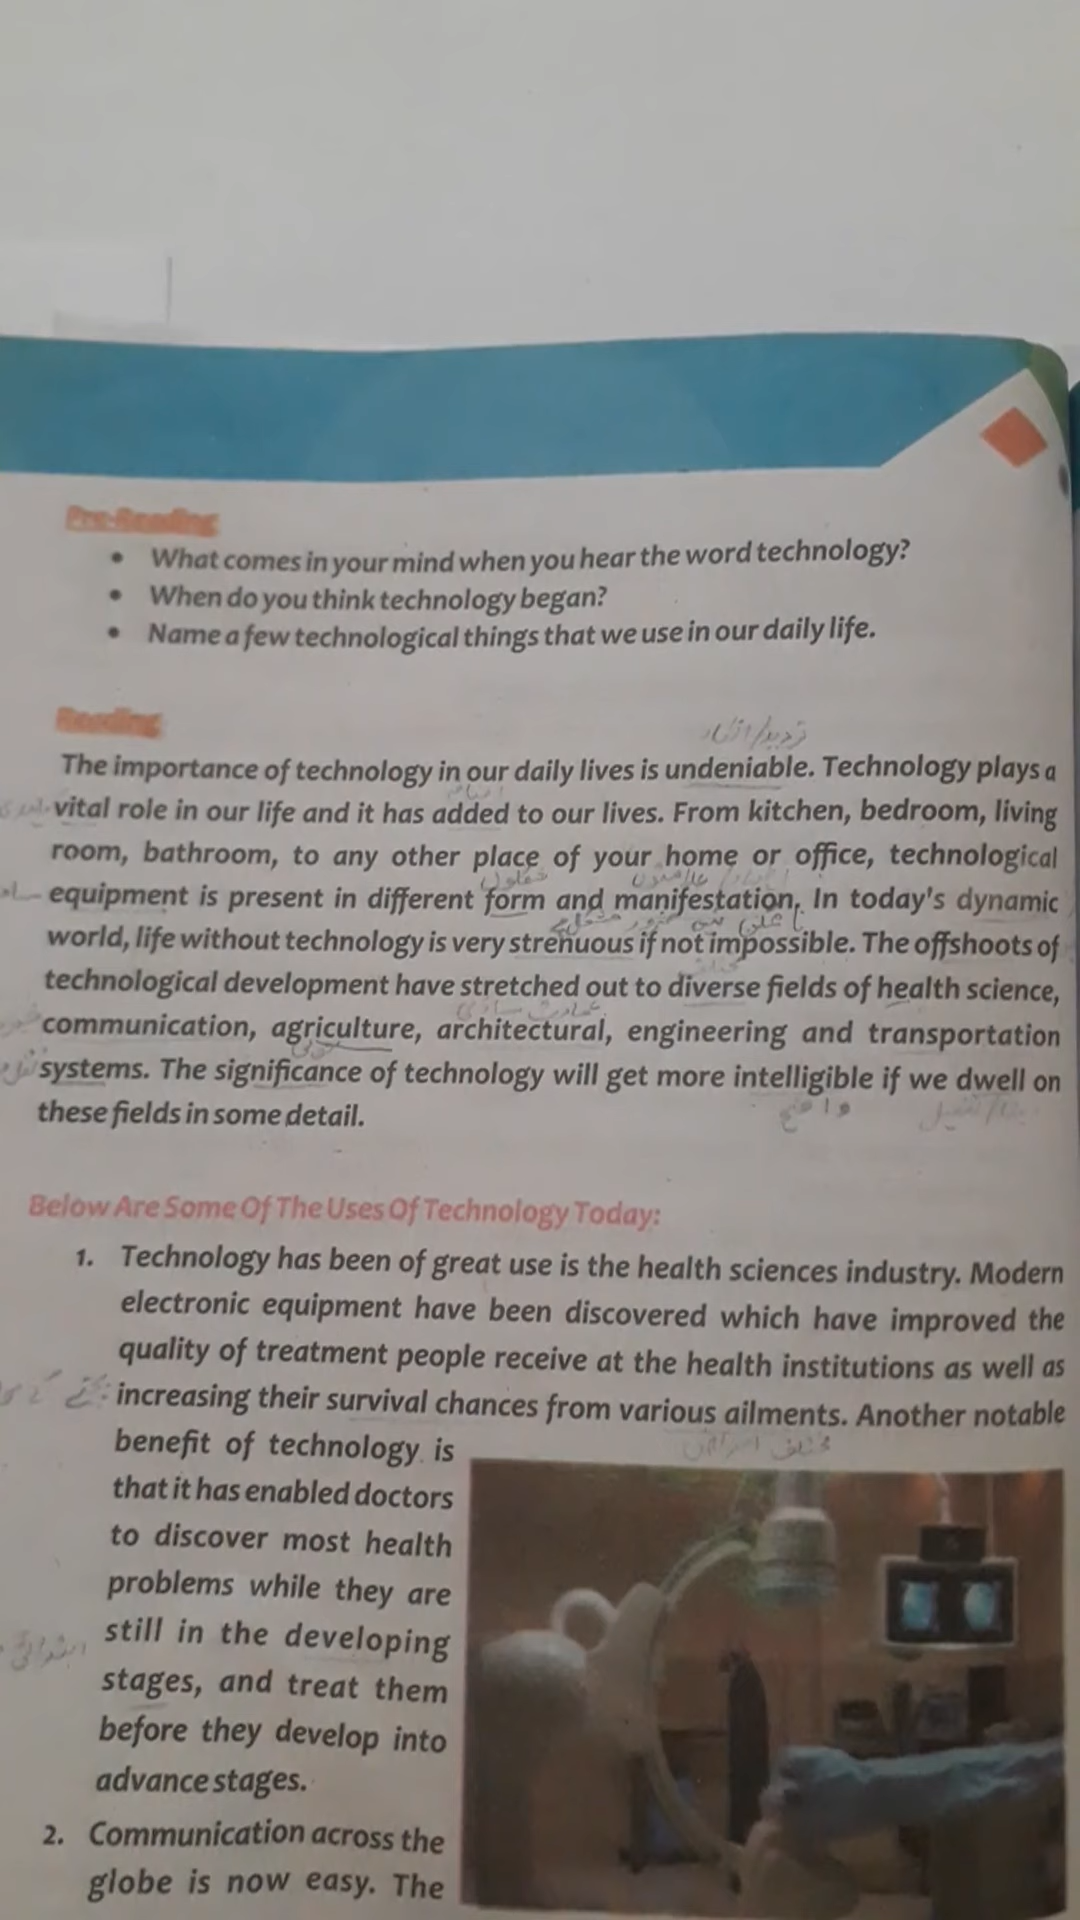 Pre-Reading
• What comes in your mind when you hear the word technology?
• When do you think technology began?
• Name a few technological things that we use in our daily life.
Reading
تردید/انکار
The importance of technology in our daily lives is undeniable. Technology plays a
vital role in our life and it has added to our lives. From kitchen, bedroom, living
room, bathroom, to any other place of your home or office, technological
equipment is present in different form and manifestation. In today's dynamic
world, life without technology is very strenuous if not impossible. The offshoots of
technological development have stretched out to diverse fields of health science,
communication, agriculture, architectural, engineering and transportation
systems. The significance of technology will get more intelligible if we dwell on
واضح
these fields in some detail.
Below Are Some Of The Uses Of Technology Today:
1. Technology has been of great use is the health sciences industry. Modern
electronic equipment have been discovered which have improved the
quality of treatment people receive at the health institutions as well as
increasing their survival chances from various ailments. Another notable
benefit of technology is
that it has enabled doctors
to discover most health
problems while they are
still in the developing
stages, and treat them
before they develop into
advance stages.
2. Communication across the
globe is now easy. The